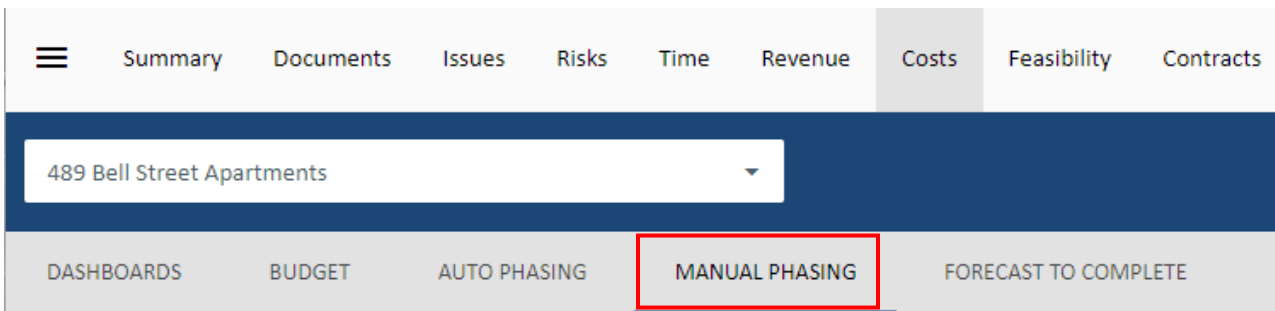 Summary Documents Issues Risks Time Revenue Costs Feasibility Contracts
489 Bell Street Apartments
DASHBOARDS BUDGET AUTO PHASING MANUAL PHASING FORECAST TO COMPLETE